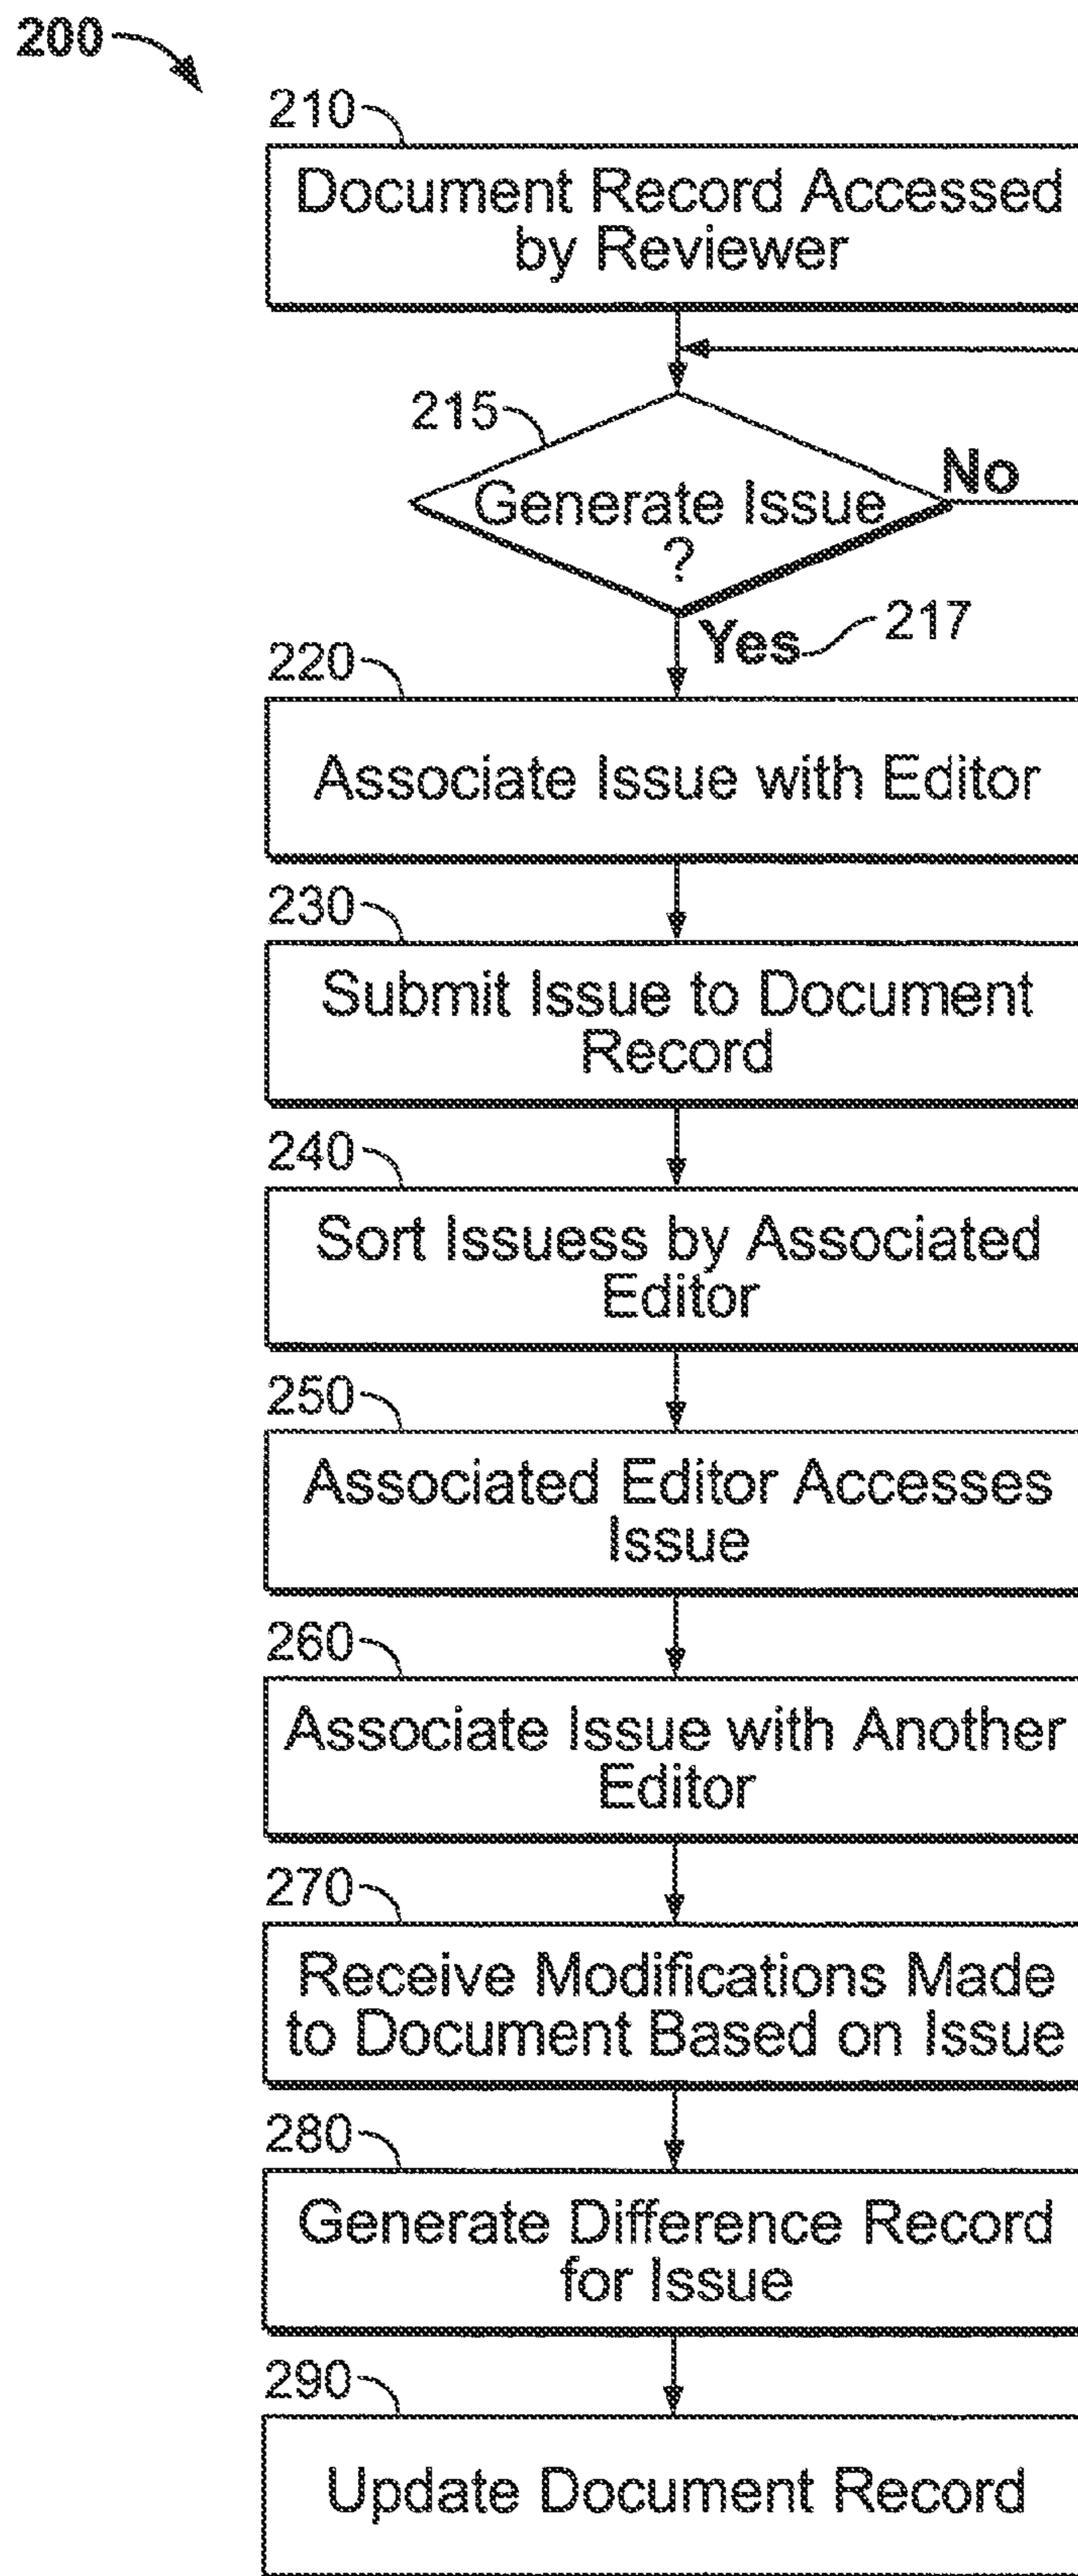 200
210
Document Record Accessed
by Reviewer
215
Generate Issue
?
No
Yes
217
220
Associate Issue with Editor
230
Submit Issue to Document
Record
240
Sort Issuess by Associated
Editor
250
Associated Editor Accesses
Issue
260
Associate Issue with Another
Editor
270
Receive Modifications Made
to Document Based on Issue
280
Generate Difference Record
for Issue
290
Update Document Record